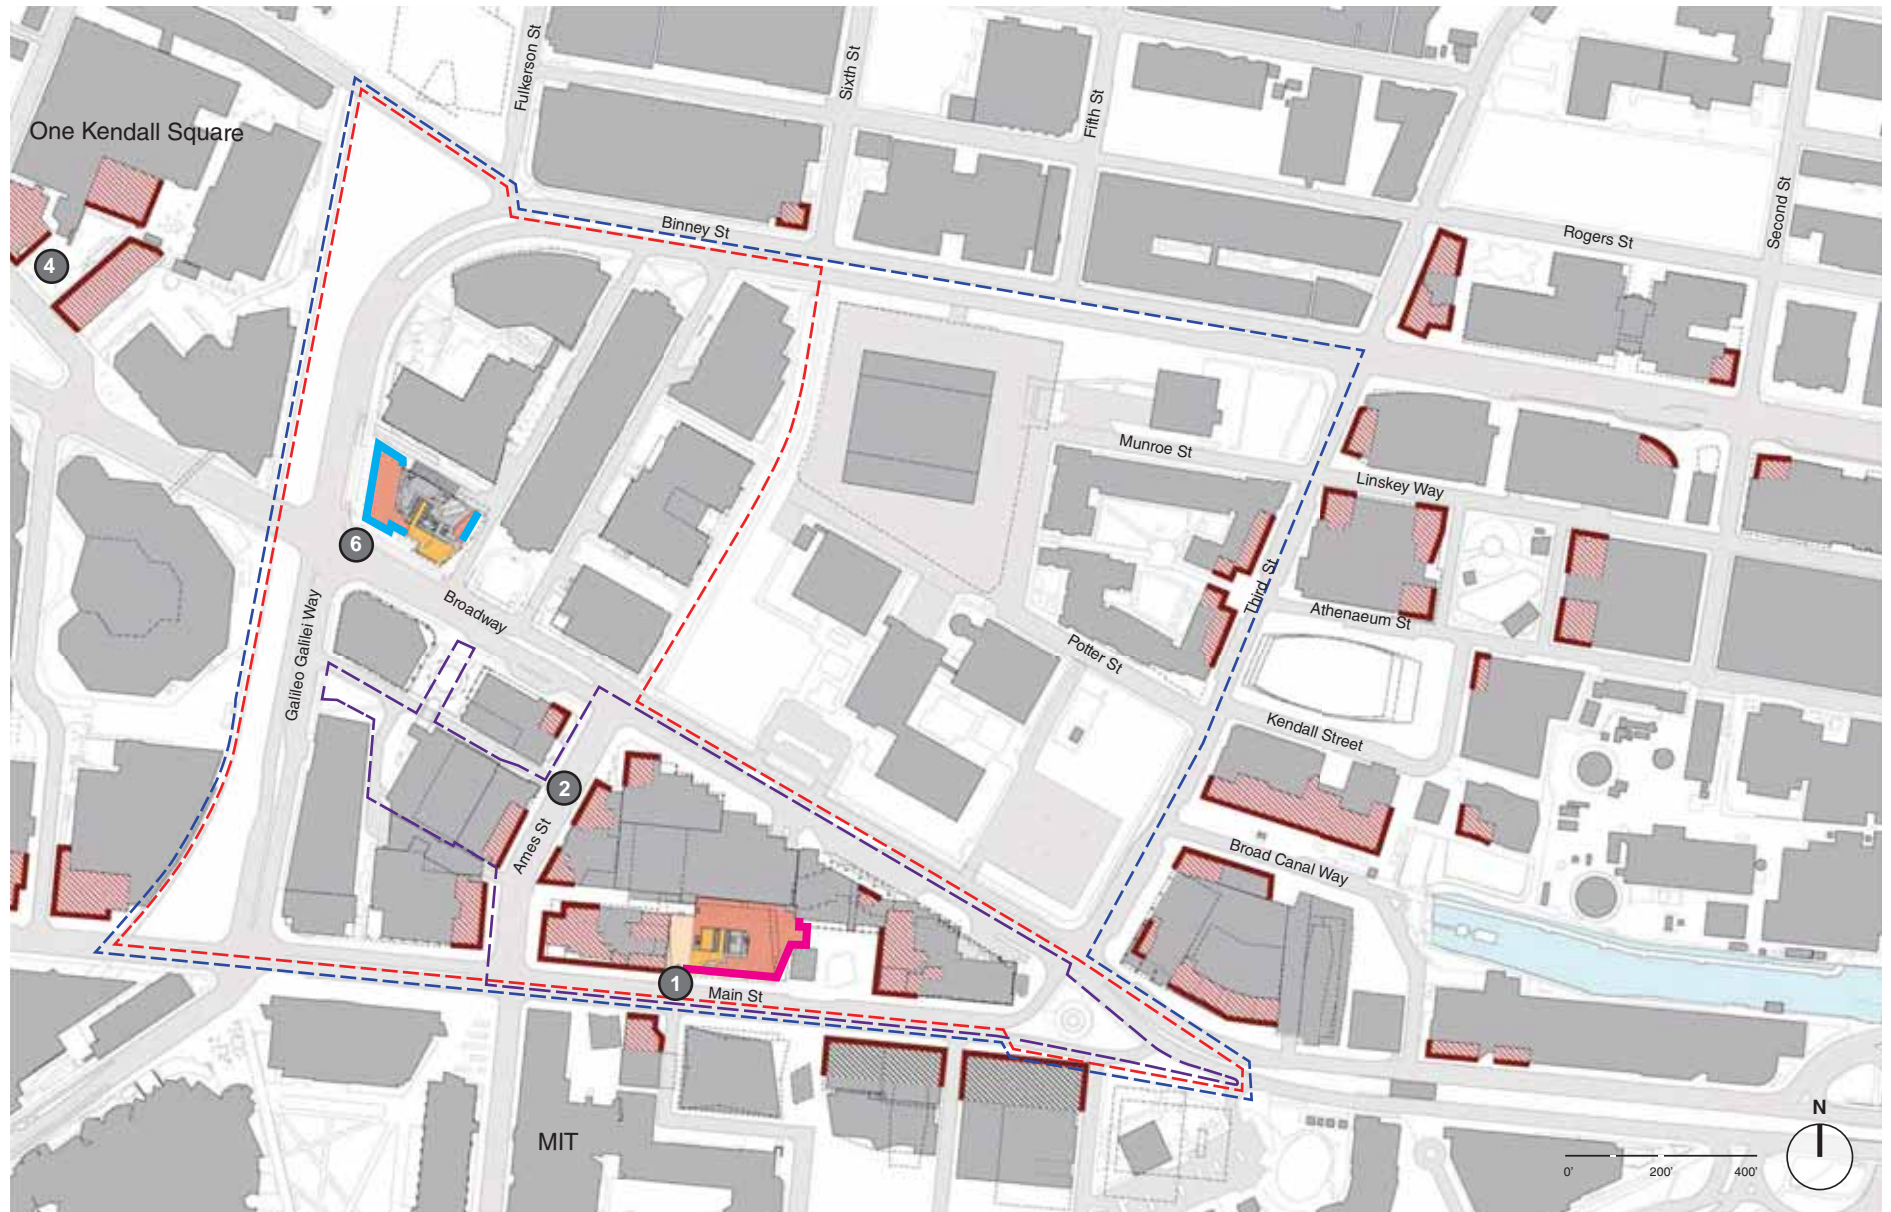 Fulkerson St
Sixth St
Fifth St
Second St
One Kendall Square
Binney St
Rogers St
4
Munroe St
Linskey Way
6
Third St
Broadway
Athenaeum St
Galileo Galilei Way
Potter St
Kendall Street
2
Ames St
Broad Canal Way
1
Main St
MIT
N
0' 200' 400'